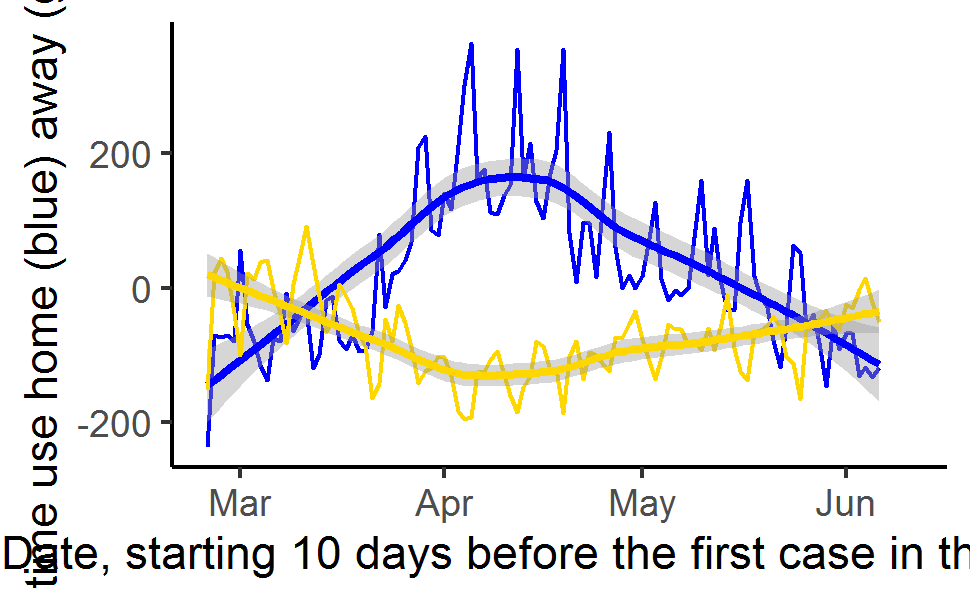 time use home (blue) away (
200
0
-200
Mar Apr May Jun
Date, starting 10 days before the first case in th